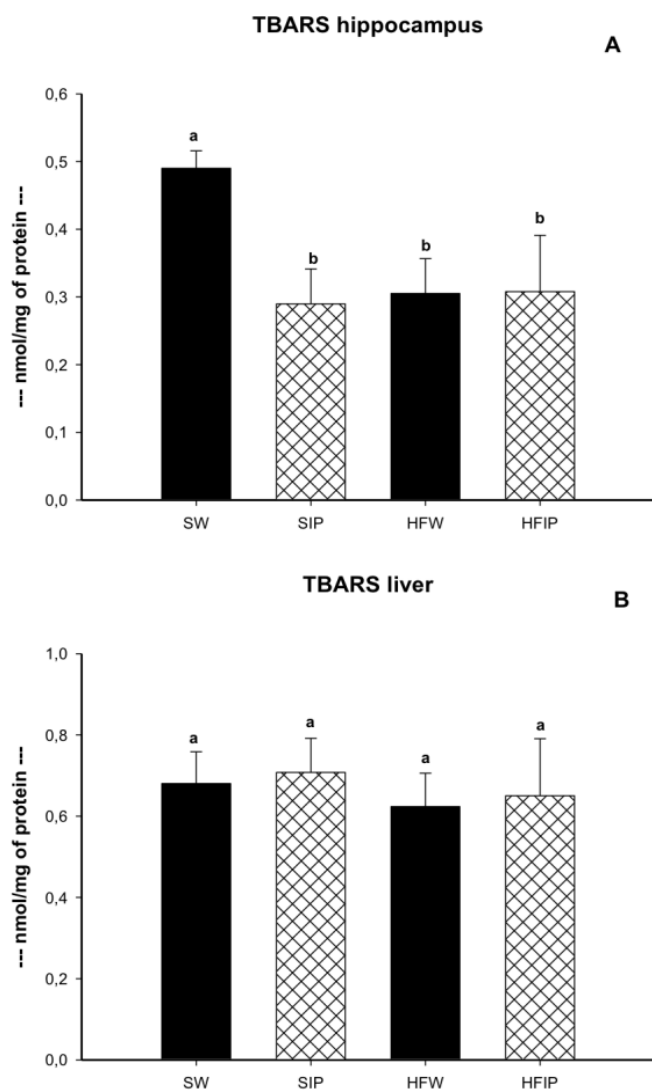 TBARS hippocampus
A
--- nmol/mg of protein ---
0,6
0,5
0,4
0,3
0,2
0,1
0,0
a
b
b
b
SW SIP HFW HFIP
TBARS liver
B
--- nmol/mg of protein ---
1,0
0,8
0,6
0,4
0,2
0,0
a
a
a
a
SW SIP HFW HFIP